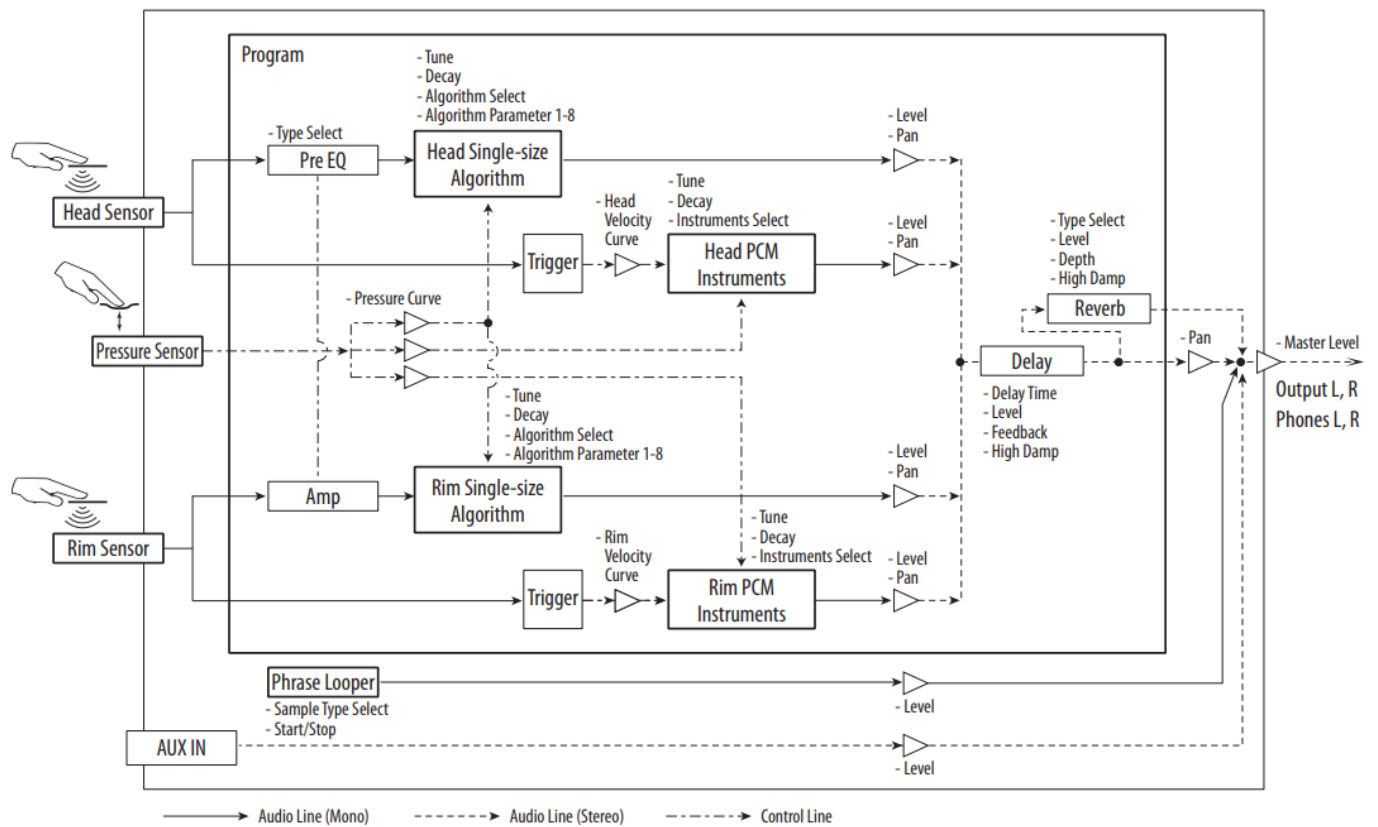 Program
- Tune
- Decay
- Algorithm Select
- Algorithm Parameter 1-8
- Type Select
Pre EQ
Head Single-size
Algorithm
- Level
- Pan
Head Sensor
- Head
Velocity
Curve
- Tune
- Decay
- Instruments Select
Trigger
Head PCM
Instruments
- Level
- Pan
- Type Select
- Level
- Depth
- High Damp
Reverb
Pressure Sensor
- Pressure Curve
Delay
- Delay Time
- Level
- Feedback
- High Damp
- Pan
- Master Level
Output L, R
Phones L, R
- Tune
- Decay
- Algorithm Select
- Algorithm Parameter 1-8
Amp
Rim Single-size
Algorithm
- Level
- Pan
Rim Sensor
- Rim
Velocity
Curve
- Tune
- Decay
- Instruments Select
Trigger
Rim PCM
Instruments
- Level
- Pan
Phrase Looper
- Sample Type Select
- Start/Stop
- Level
AUX IN
- Level
Audio Line (Mono)
Audio Line (Stereo)
Control Line